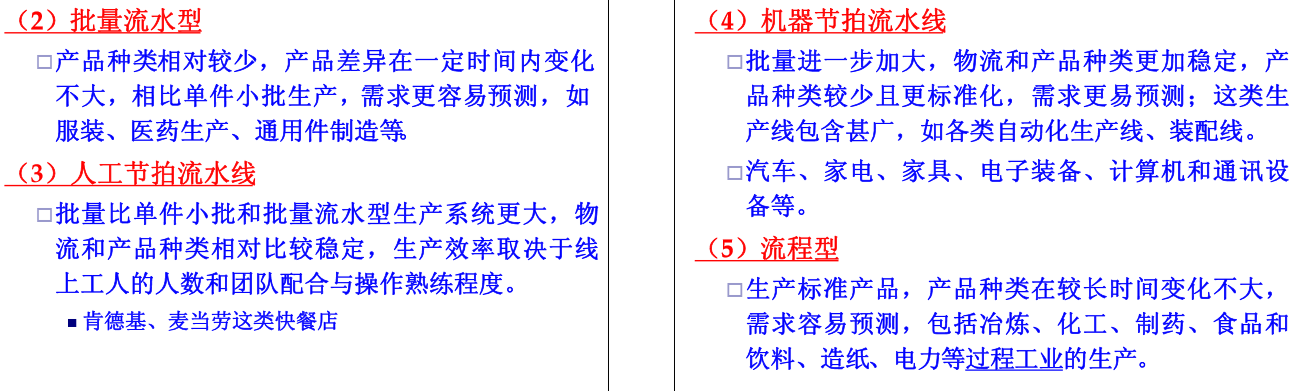 （2）批量流水型
产品种类相对较少，产品差异在一定时间内变化
不大，相比单件小批生产，需求更容易预测，如
服装、医药生产、通用件制造等。
（3）人工节拍流水线
批量比单件小批和批量流水型生产系统更大，物
流和产品种类相对比较稳定，生产效率取决于线
上工人的人数和团队配合与操作熟练程度。
肯德基、麦当劳这类快餐店
（4）机器节拍流水线
批量进一步加大，物流和产品种类更加稳定，产
品种类较少且更标准化，需求更易预测；这类生
产线包含甚广，如各类自动化生产线、装配线。
汽车、家电、家具、电子装备、计算机和通讯设
备等。
（5）流程型
生产标准产品，产品种类在较长时间变化不大，
需求容易预测，包括冶炼、化工、制药、食品和
饮料、造纸、电力等过程工业的生产。